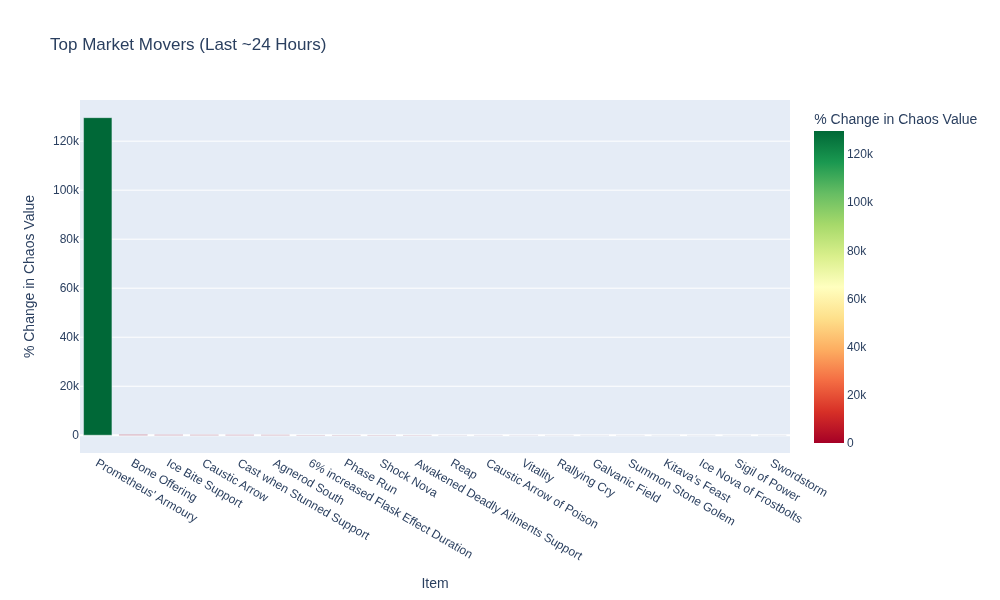 Top Market Movers (Last ~24 Hours)
% Change in Chaos Value
120k
100k
80k
60k
40k
20k
0
Prometheus' Armoury
Bone Offering
Ice Bite Support
Caustic Arrow
Cast when Stunned Support
Agnerod South
6% increased Flask Effect Duration
Phase Run
Shock Nova
Awakened Deadly Ailments Support
Reap
Caustic Arrow of Poison
Vitality
Rallying Cry
Galvanic Field
Summon Stone Golem
Kitava's Feast
Ice Nova of Frostbolts
Sigil of Power
Swordstorm
Item
% Change in Chaos Value
120k
100k
80k
60k
40k
20k
0